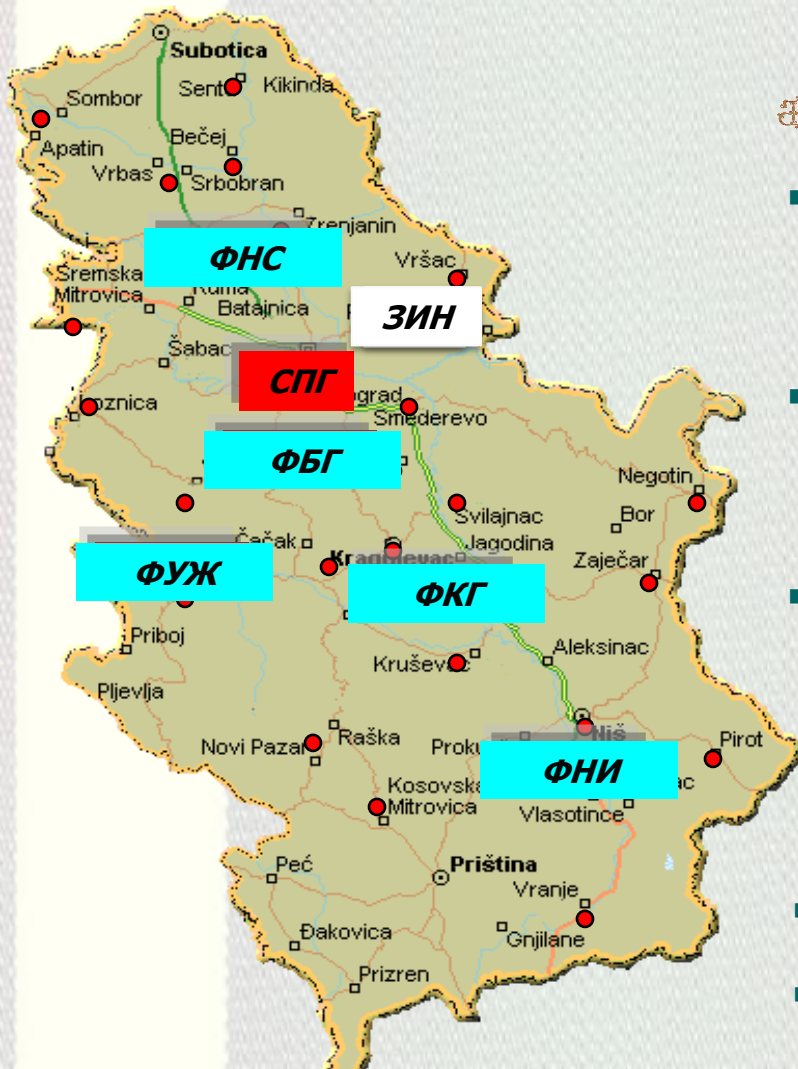 Subotica
Kikinda
Sombor
Apatin
Bečej
Vrbas
Srbobran
Zrenjanin
ФНС
Vršac
Sremska
Mitrovica
Ruma
Batajnica
ЗИН
Šabac
СПГ
Loznica
Smederevo
ФБГ
Negotin
Svilajnac
Bor
Čačak
Kragujevac
Jagodina
Zaječar
ФУЖ
ФКГ
Priboj
Aleksinac
Kruševac
Pljevlja
Niš
Novi Pazar
Raška
Pirot
ФНИ
Kosovska
Mitrovica
Vlasotince
Peć
Priština
Vranje
Đakovica
Gnjilane
Prizren